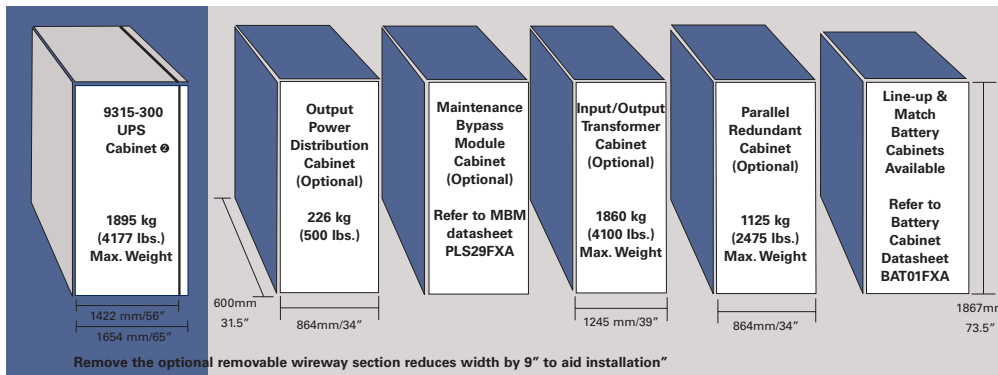 9315-300
UPS
Cabinet ❷
1895 kg
(4177 lbs.)
Max. Weight
1422 mm/56"
1654 mm/65"
Output
Power
Distribution
Cabinet
(Optional)
226 kg
(500 lbs.)
600mm
31.5"
864mm/34"
Maintenance
Bypass
Module
Cabinet
(Optional)
Refer to MBM
datasheet
PLS29FXA
Input/Output
Transformer
Cabinet
(Optional)
1860 kg
(4100 lbs.)
Max. Weight
1245 mm/39"
Parallel
Redundant
Cabinet
(Optional)
1125 kg
(2475 lbs.)
Max. Weight
864mm/34"
Line-up &
Match
Battery
Cabinets
Available
Refer to
Battery
Cabinet
Datasheet
BAT01FXA
1867mm
73.5"
Remove the optional removable wireway section reduces width by 9" to aid installation"